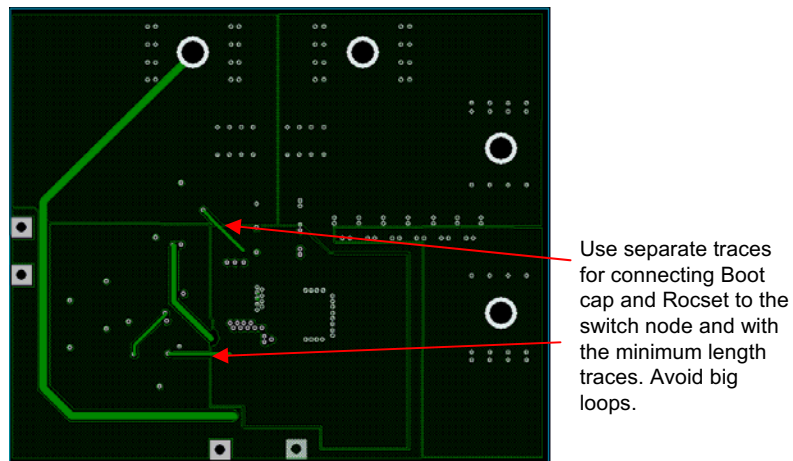 Use separate traces
for connecting Boot
cap and Rocset to the
switch node and with
the minimum length
traces. Avoid big
loops.